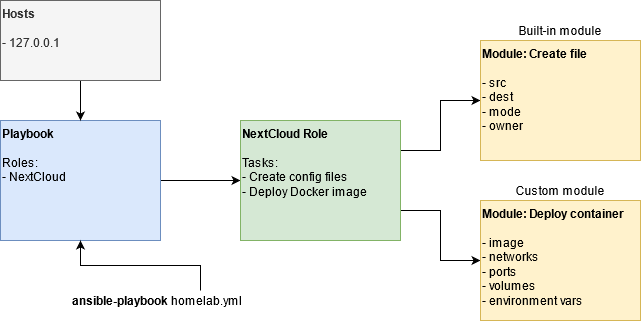 Hosts
- 127.0.0.1
Playbook
Roles:
- NextCloud
ansible-playbook homelab.yml
NextCloud Role
Tasks:
- Create config files
- Deploy Docker image
Built-in module
Module: Create file
- src
- dest
- mode
- owner
Custom module
Module: Deploy container
- image
- networks
- ports
- volumes
- environment vars